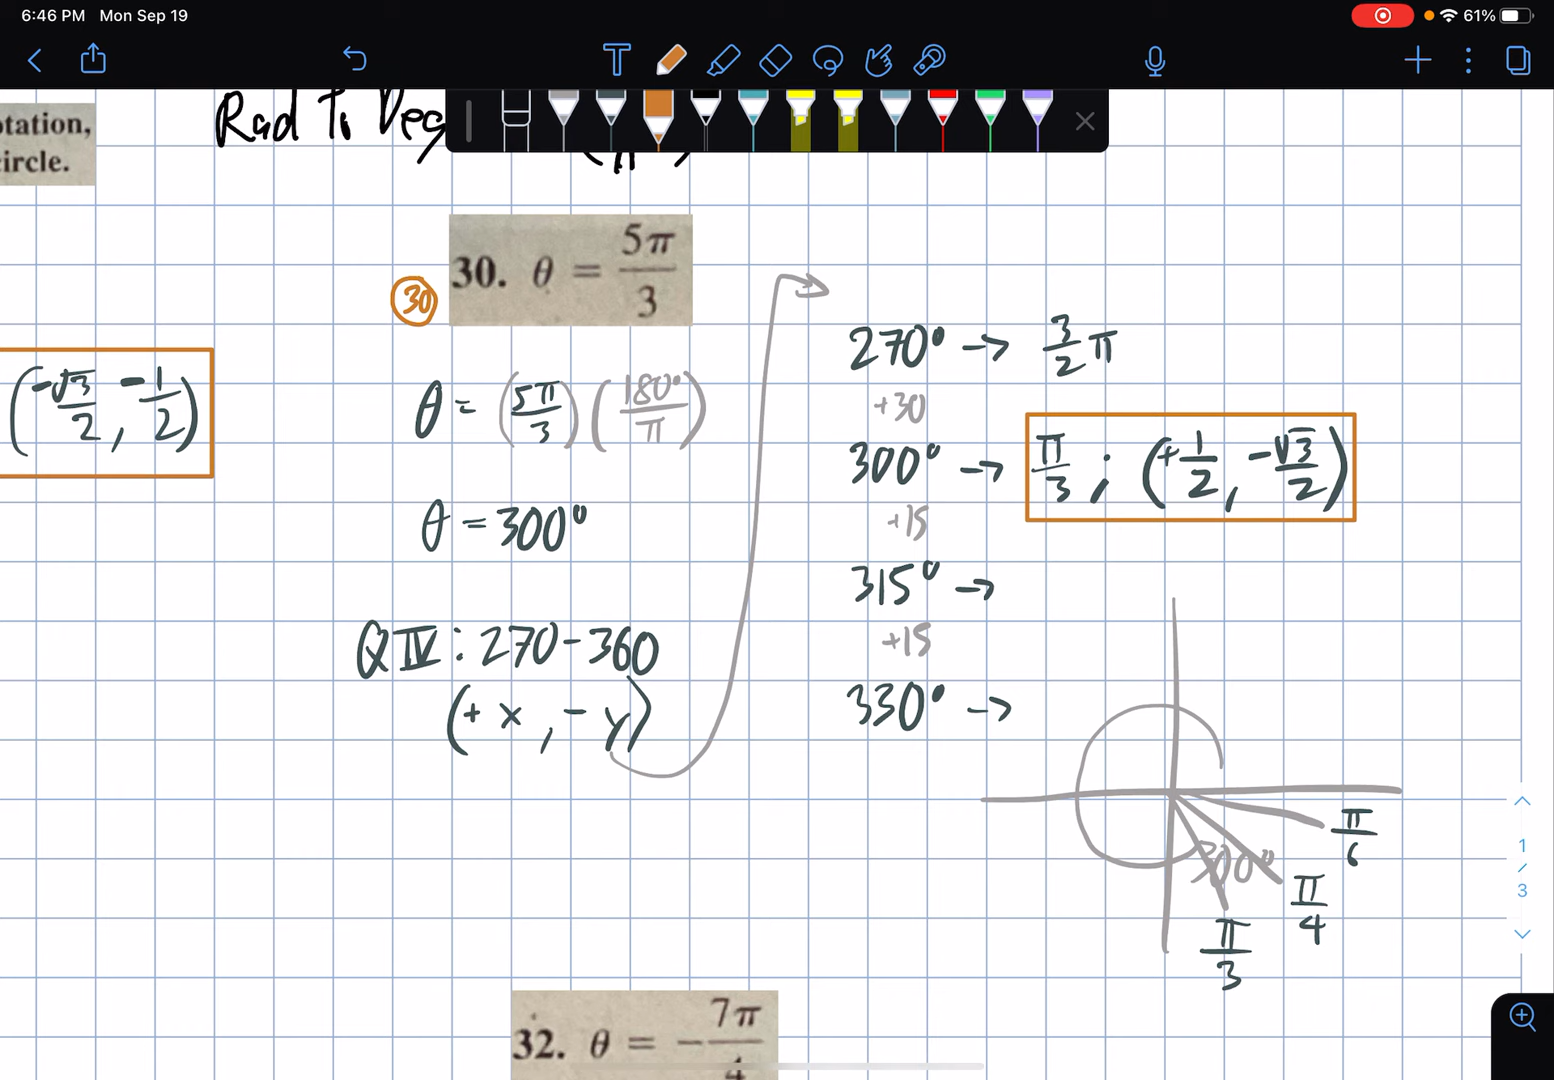 6:46 PM Mon Sep 19
61%
otation,
ircle.
Rad To Deg
30
30. θ = 5π/3
(-√3/2, -1/2)
θ = (5π/3)(180°/π)
θ = 300°
QIV: 270-360
(+x, -y)
270° → 3/2 π
+30
300° → π/3 ; (+1/2, -√3/2)
+15
315° →
+15
330° →
π/6
300°
π/4
π/3
1
/
3
32. θ = - 7π/4